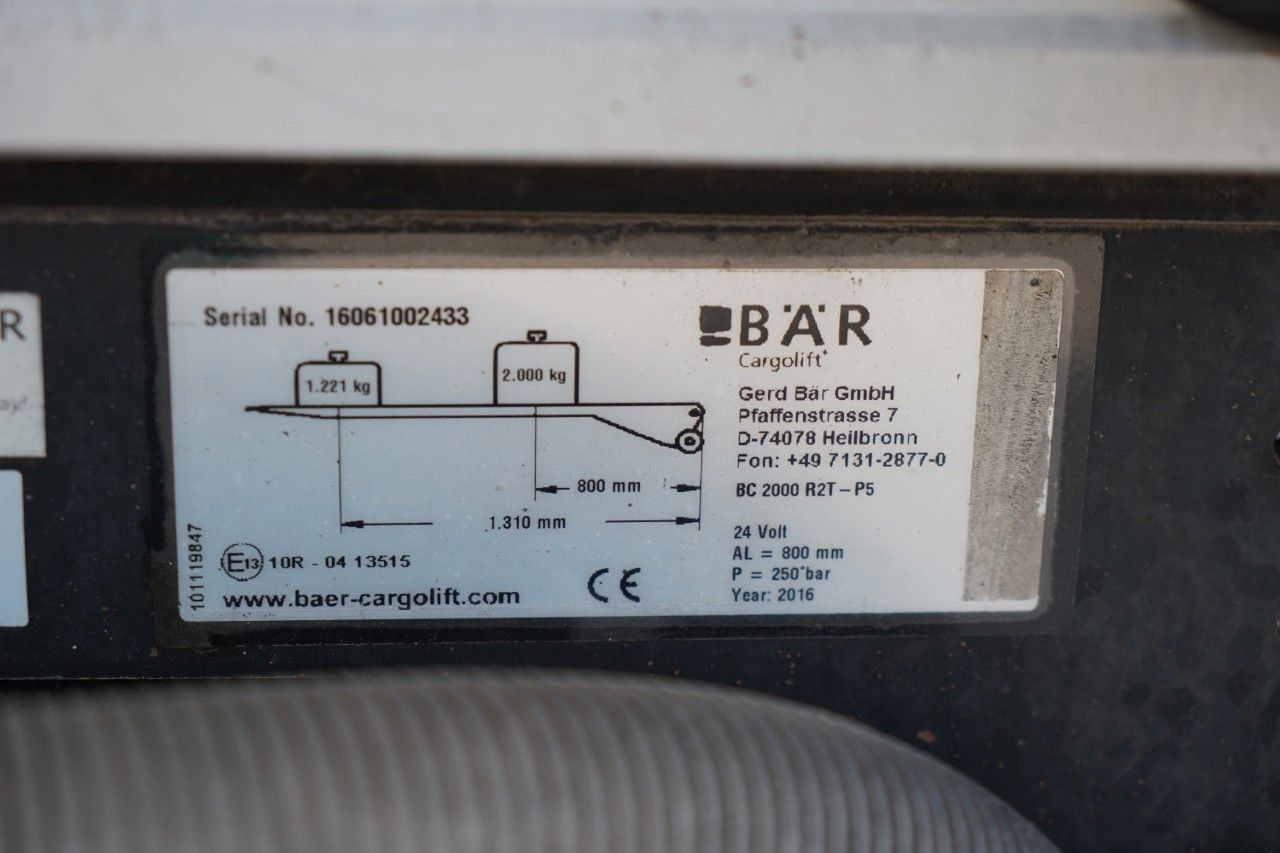 Serial No. 16061002433
1.221 kg
2.000 kg
800 mm
1.310 mm
101119847
E13 10R - 04 13515
www.baer-cargolift.com
CE
BÄR
Cargolift
Gerd Bär GmbH
Pfaffenstrasse 7
D-74078 Heilbronn
Fon: +49 7131-2877-0
BC 2000 R2T - P5
24 Volt
AL = 800 mm
P = 250 bar
Year: 2016
R